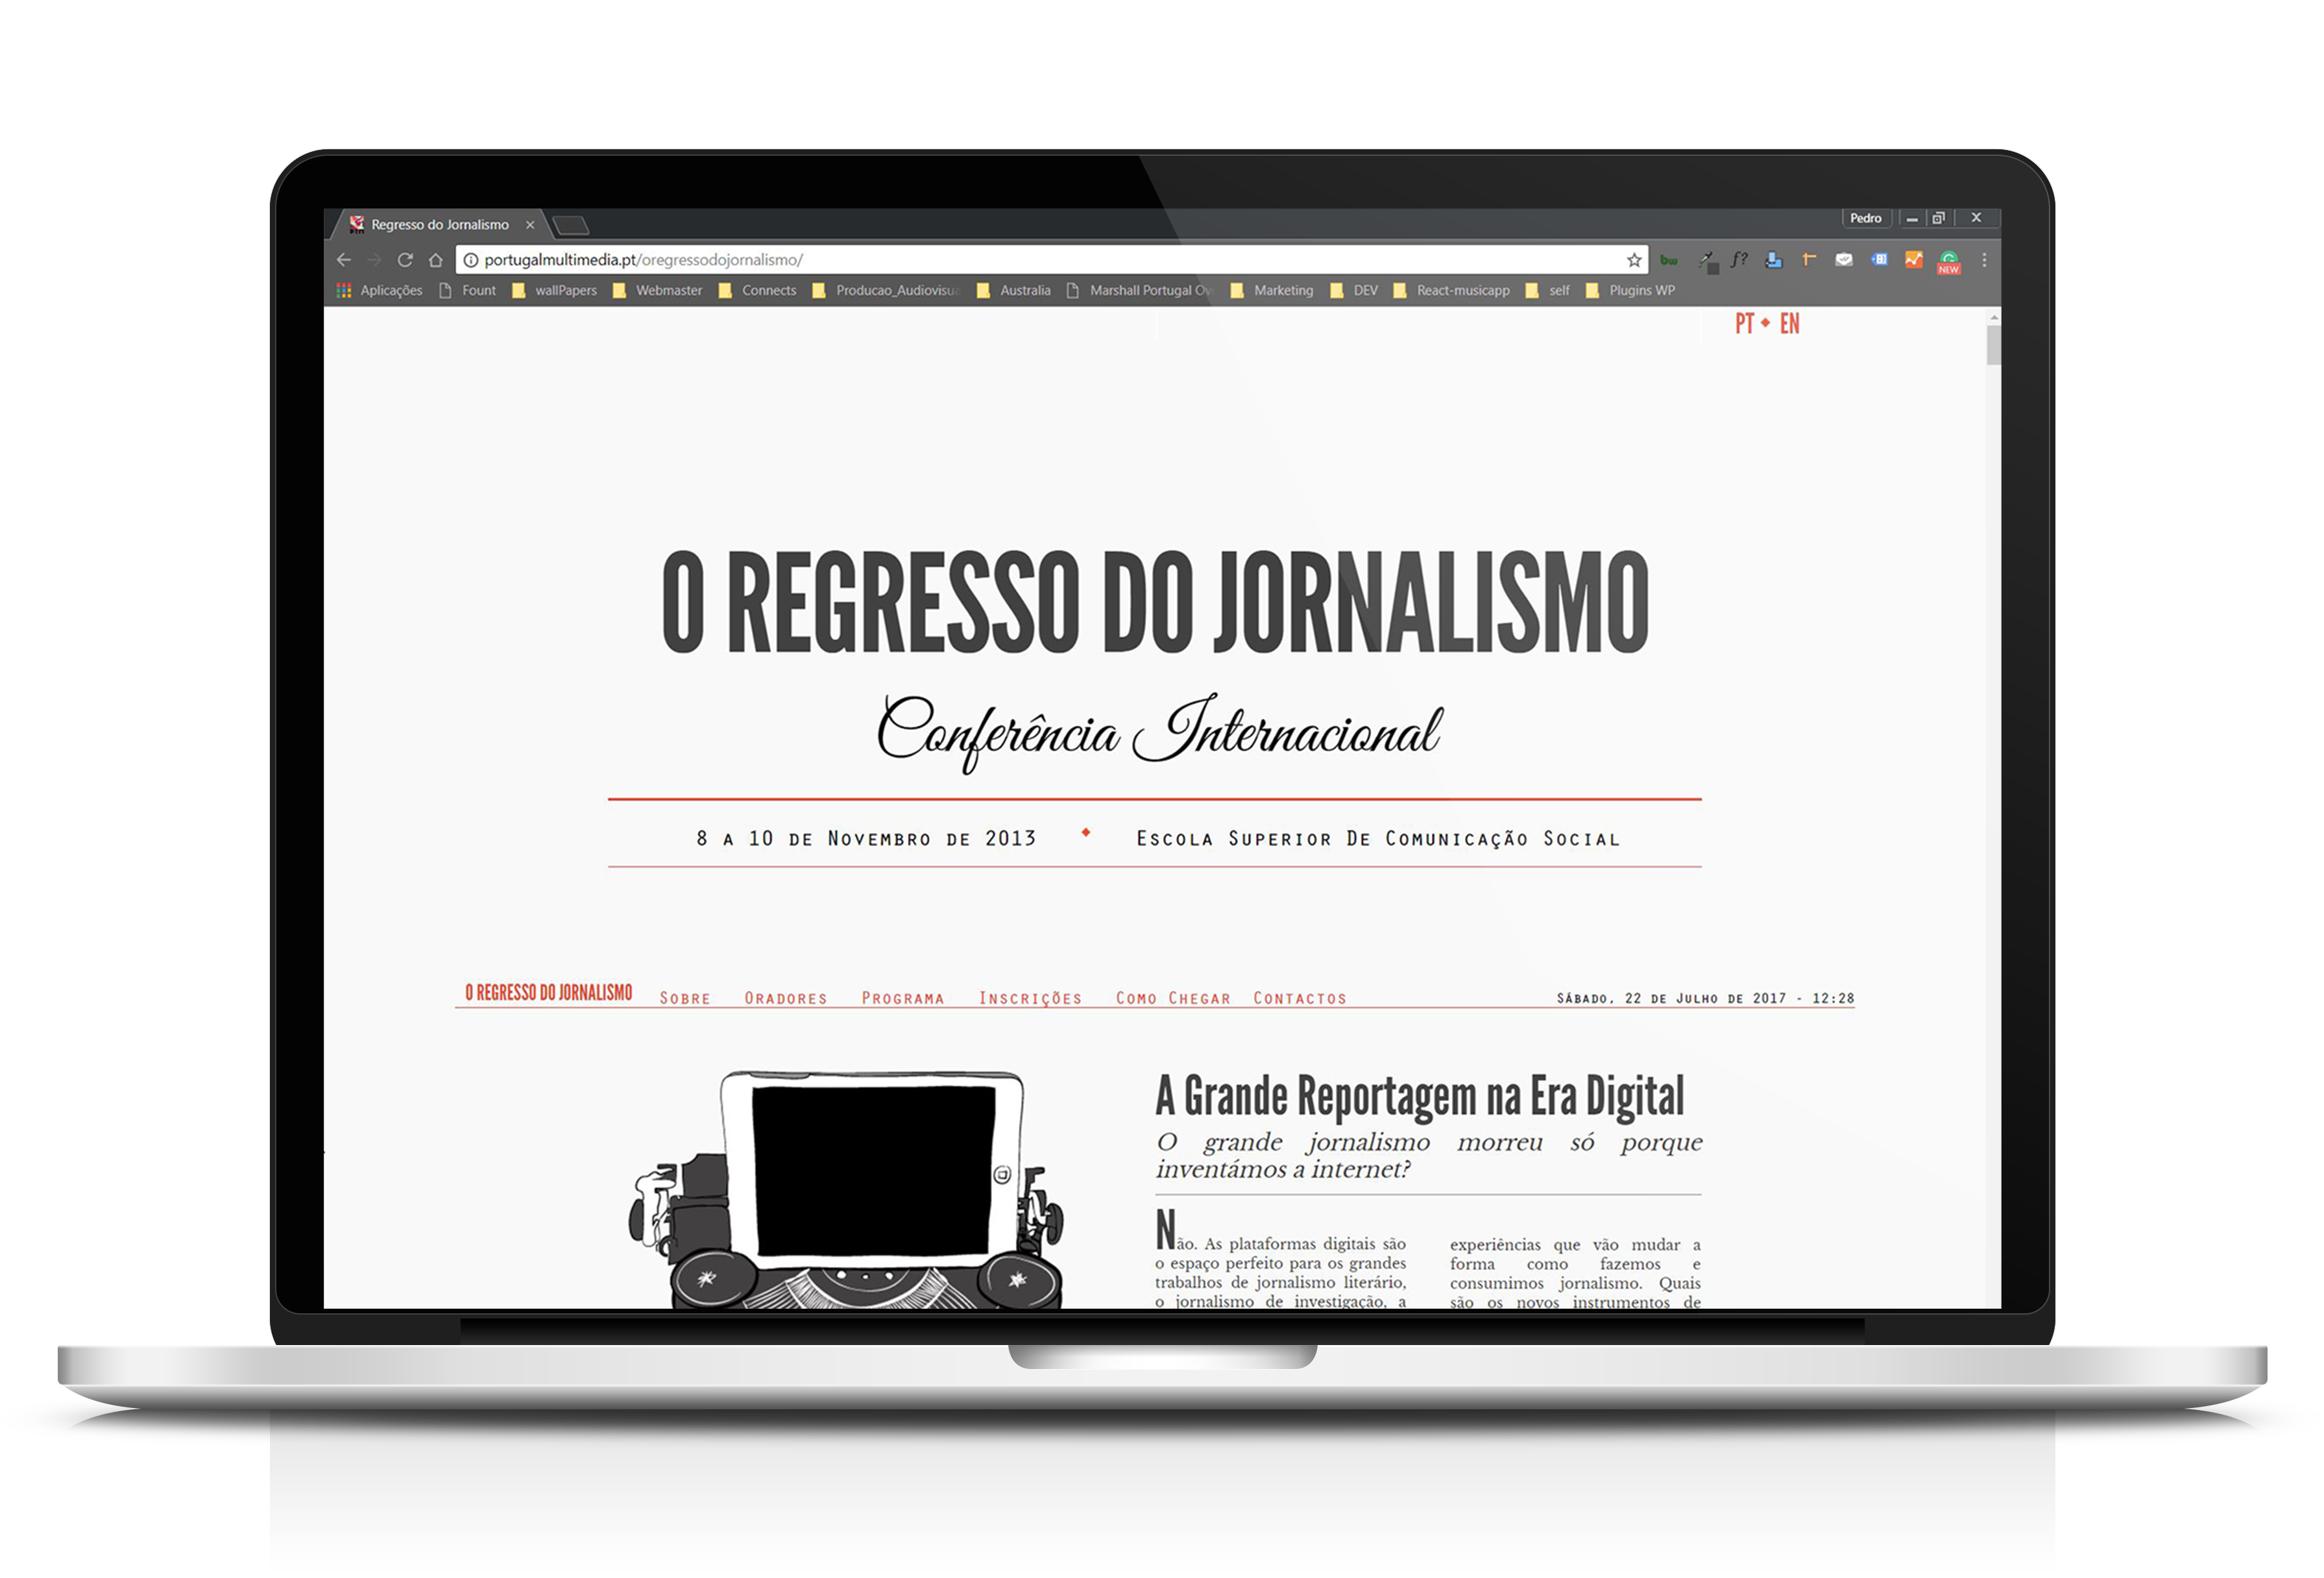 Regresso do Jornalismo
Pedro
portugalmultimedia.pt/oregressodojornalismo/
bw
f?
NEW
Aplicações Fount wallPapers Webmaster Connects Producao_Audiovisu Australia Marshall Portugal Ov Marketing DEV React-musicapp self Plugins WP
PT ◆ EN
O REGRESSO DO JORNALISMO
Conferência Internacional
8 a 10 de Novembro de 2013 ◆ Escola Superior De Comunicação Social
O REGRESSO DO JORNALISMO Sobre Oradores Programa Inscrições Como Chegar Contactos Sábado, 22 de Julho de 2017 - 12:28
A Grande Reportagem na Era Digital
O grande jornalismo morreu só porque
inventámos a internet?
Não. As plataformas digitais são
o espaço perfeito para os grandes
trabalhos de jornalismo literário,
o jornalismo de investigação, a
experiências que vão mudar a
forma como fazemos e
consumimos jornalismo. Quais
são os novos instrumentos de